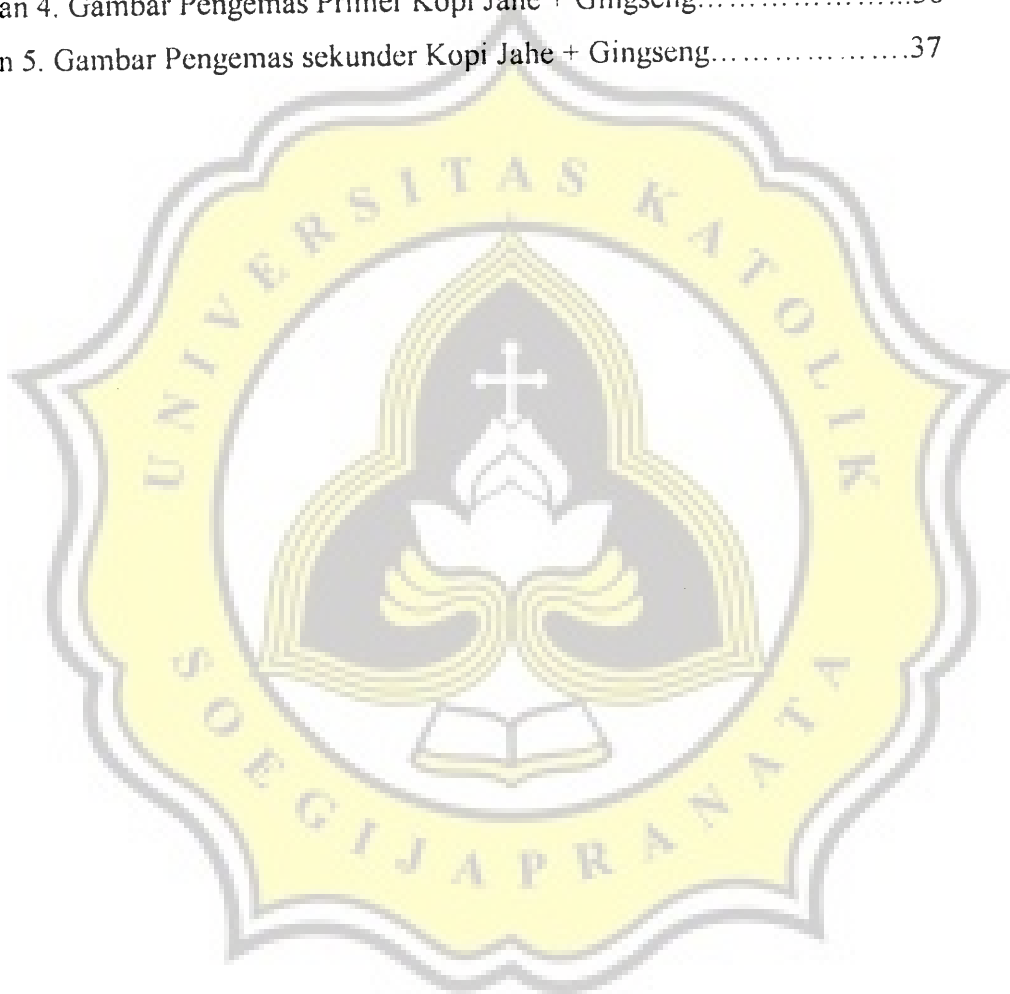 an 4. Gambar Pengemas Primer Kopi Jahe + Gingseng
n 5. Gambar Pengemas sekunder Kopi Jahe + Gingseng……………….37
UNIVERSITAS KATOLIK
SOEGIJAPRANATA